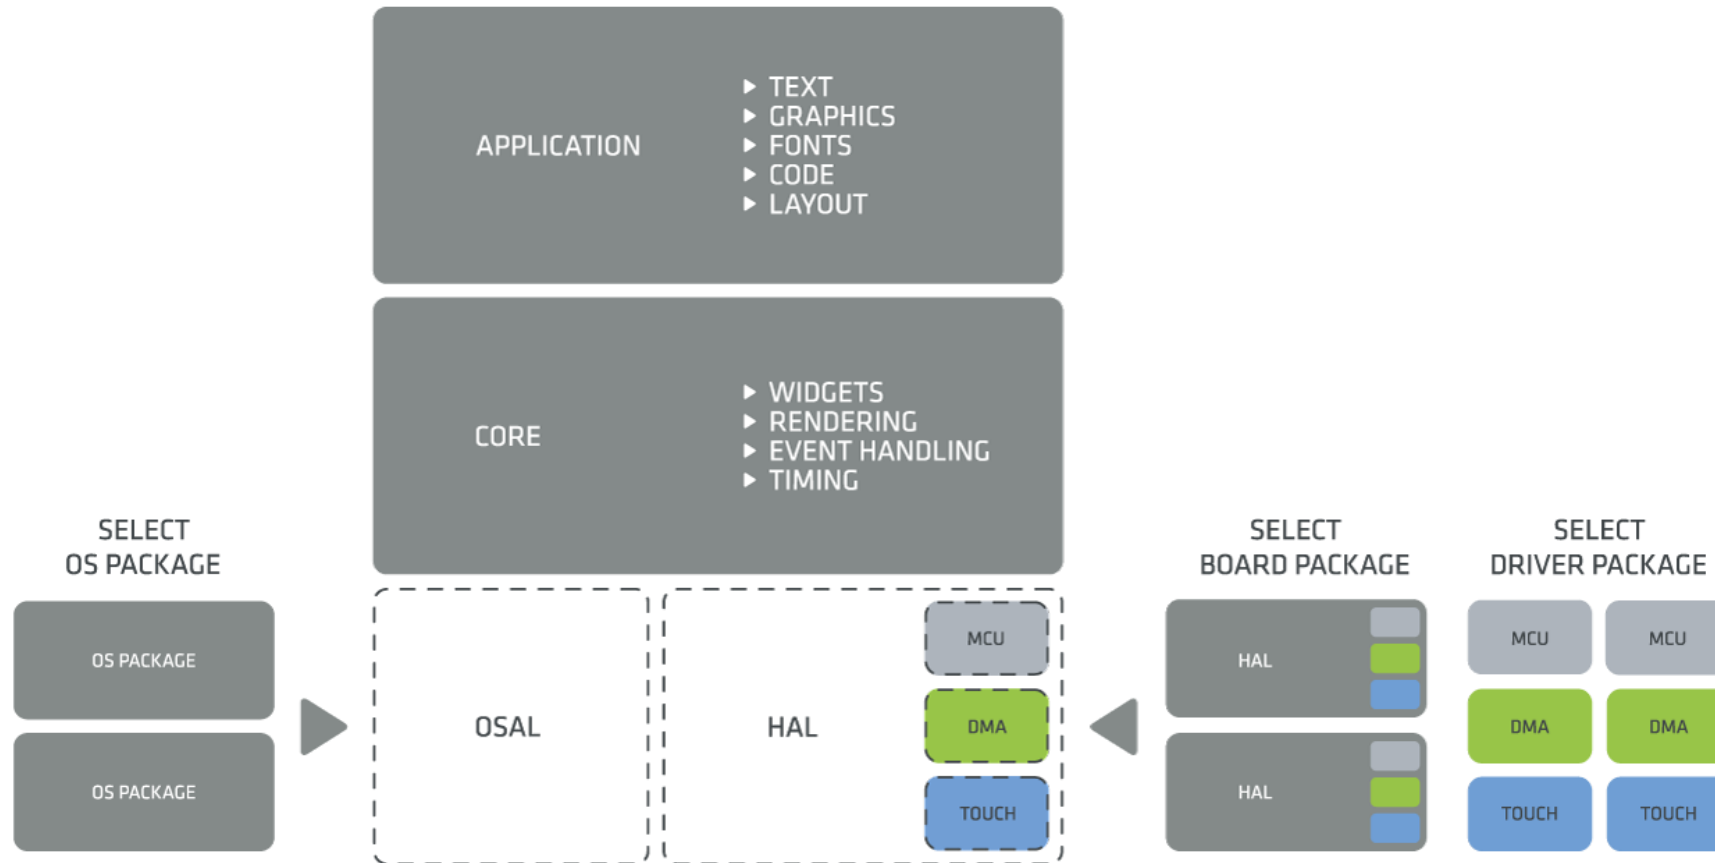 APPLICATION
TEXT
GRAPHICS
FONTS
CODE
LAYOUT
CORE
WIDGETS
RENDERING
EVENT HANDLING
TIMING
SELECT
OS PACKAGE
OS PACKAGE
OS PACKAGE
OSAL
HAL
MCU
DMA
TOUCH
SELECT
BOARD PACKAGE
HAL
HAL
SELECT
DRIVER PACKAGE
MCU
MCU
DMA
DMA
TOUCH
TOUCH